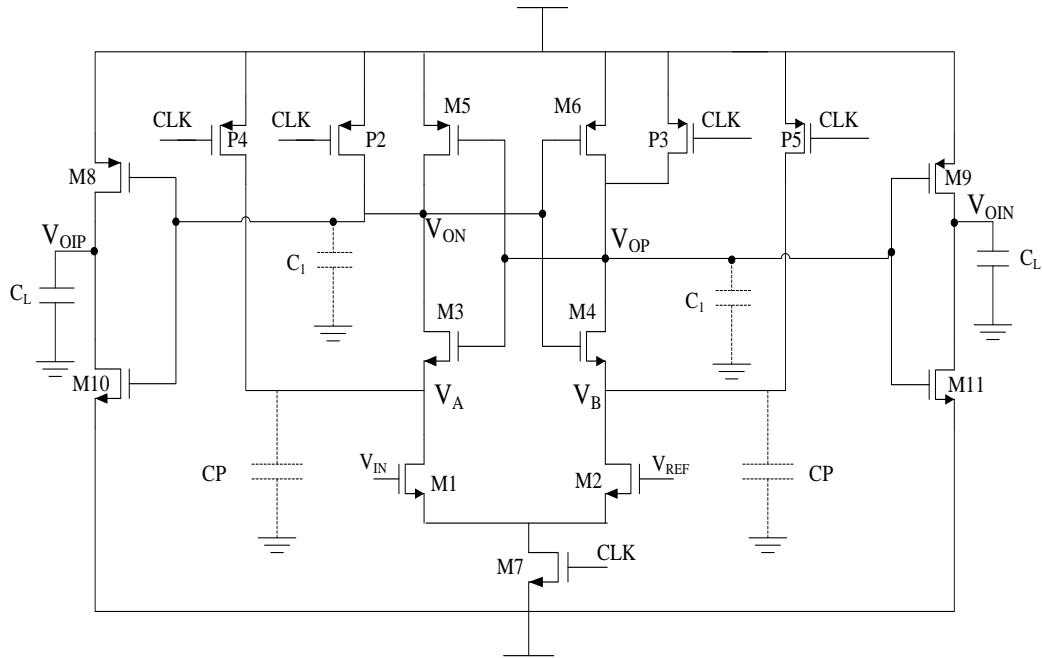 CLK
P4
CLK
P2
M5
M6
P3
CLK
P5
CLK
M8
M9
V_OIP
V_ON
V_OP
V_OIN
C_L
C_1
C_1
C_L
M3
M4
M10
M11
V_A
V_B
CP
V_IN
M1
M2
V_REF
CP
M7
CLK